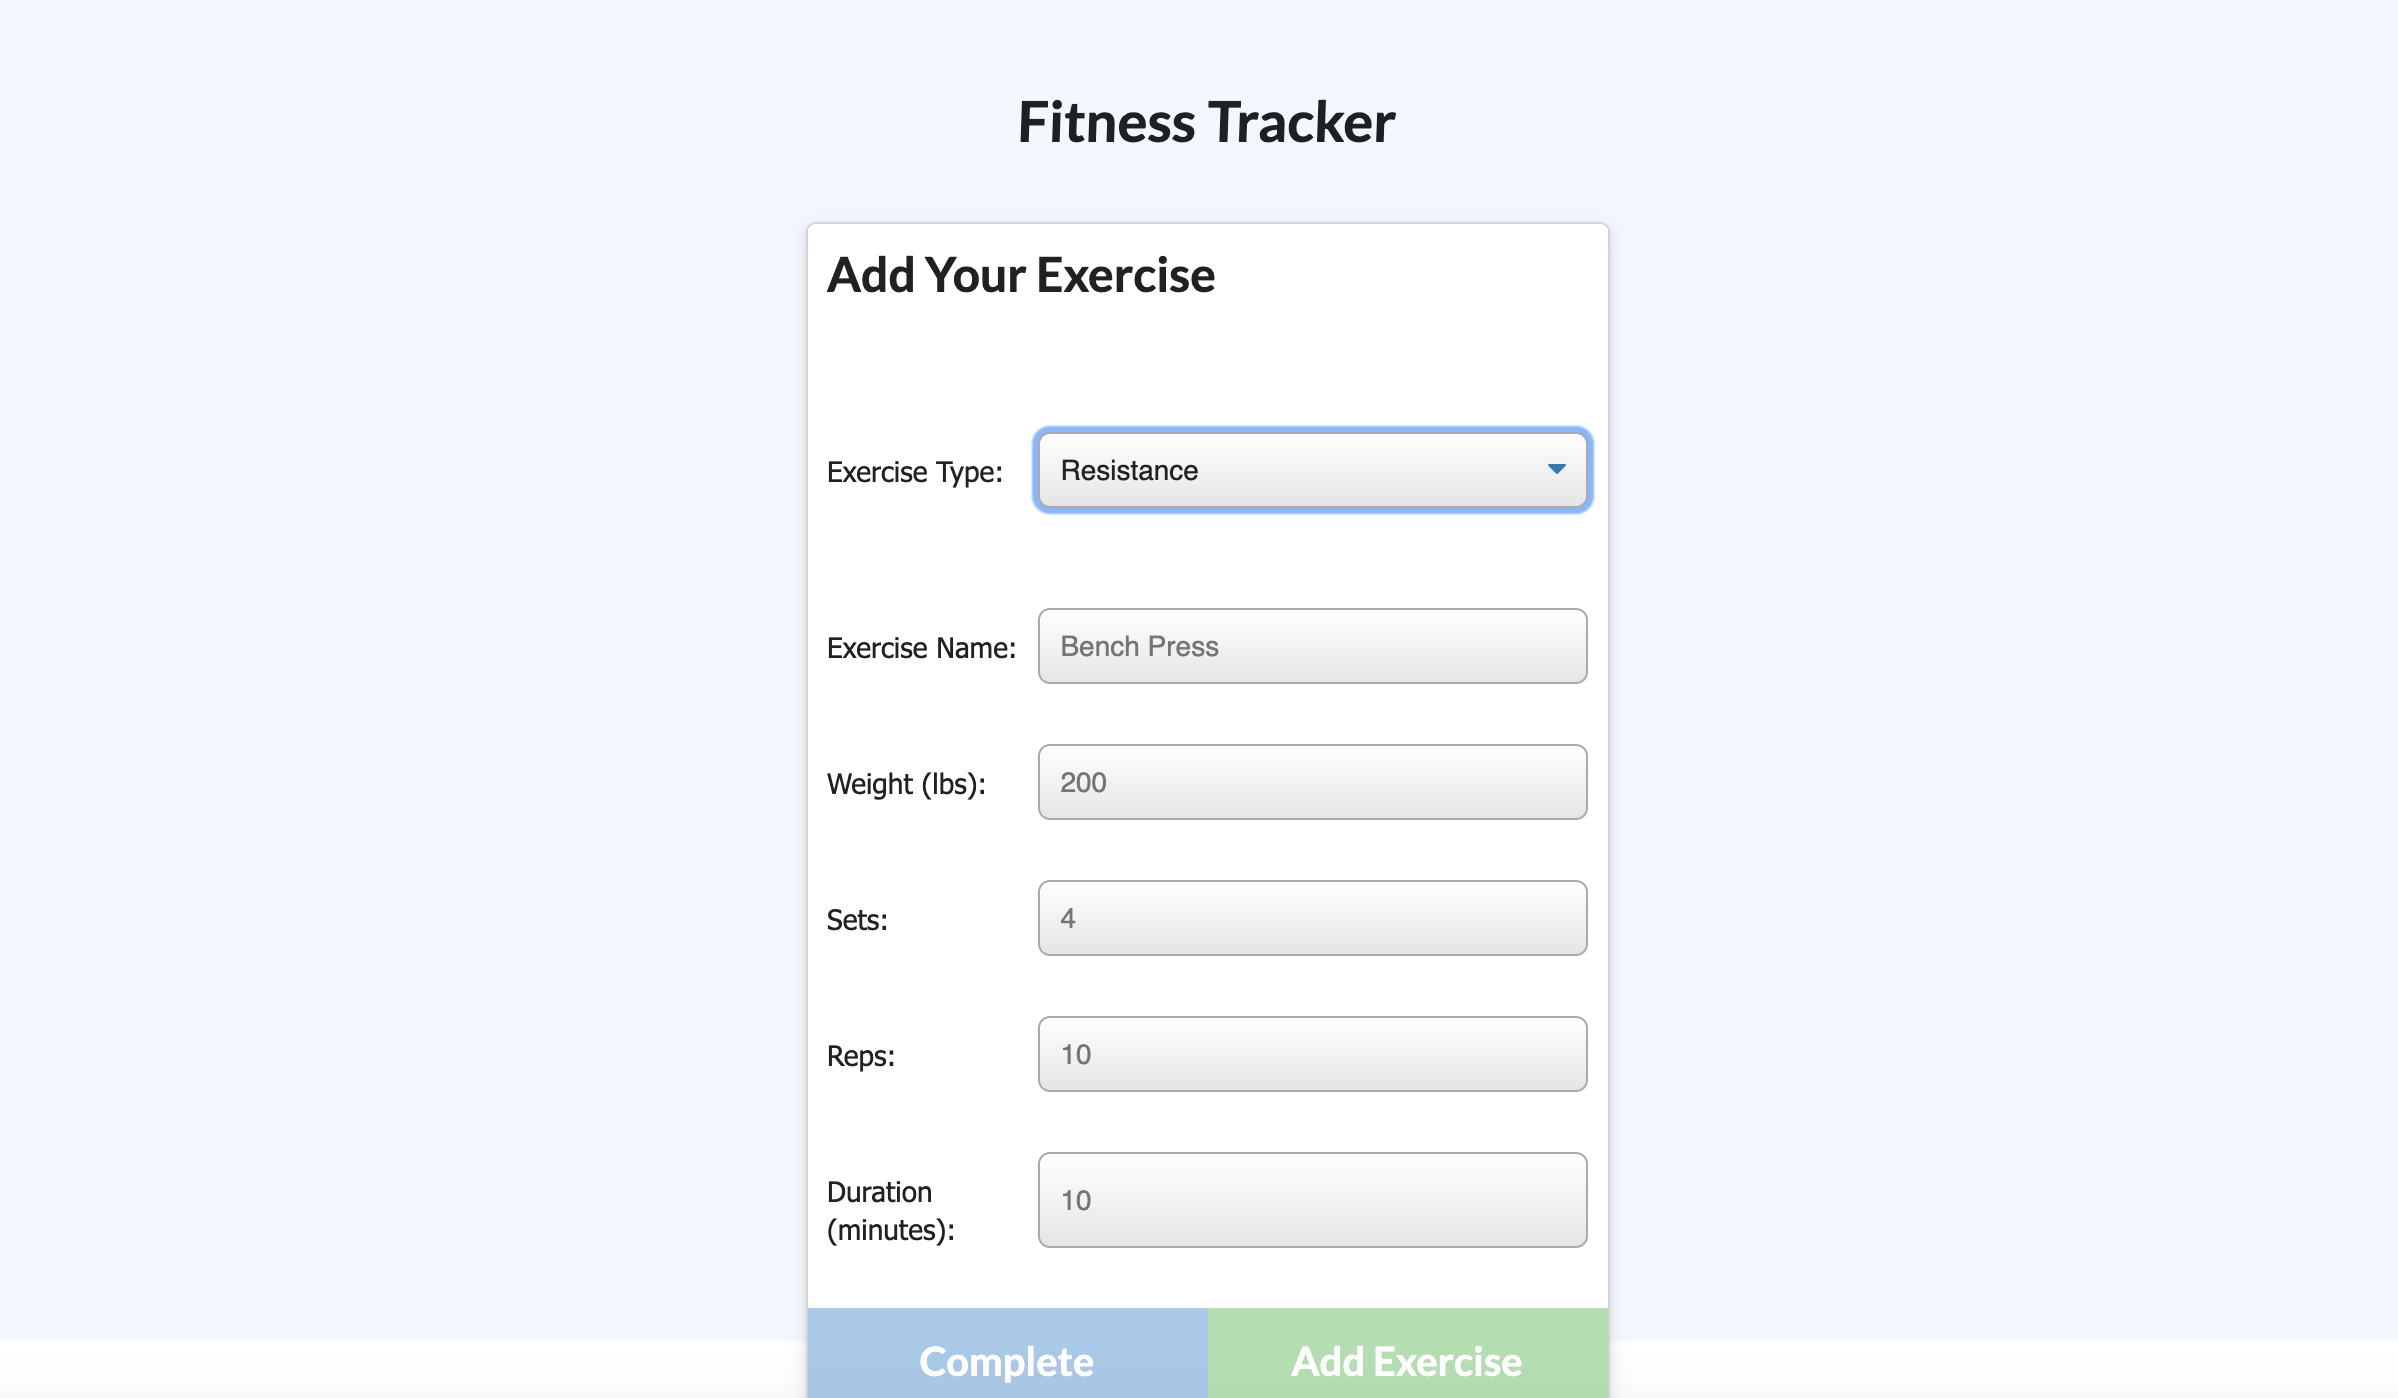 Fitness Tracker
Add Your Exercise
Exercise Type: Resistance
Exercise Name: Bench Press
Weight (lbs): 200
Sets: 4
Reps: 10
Duration
(minutes): 10
Complete Add Exercise